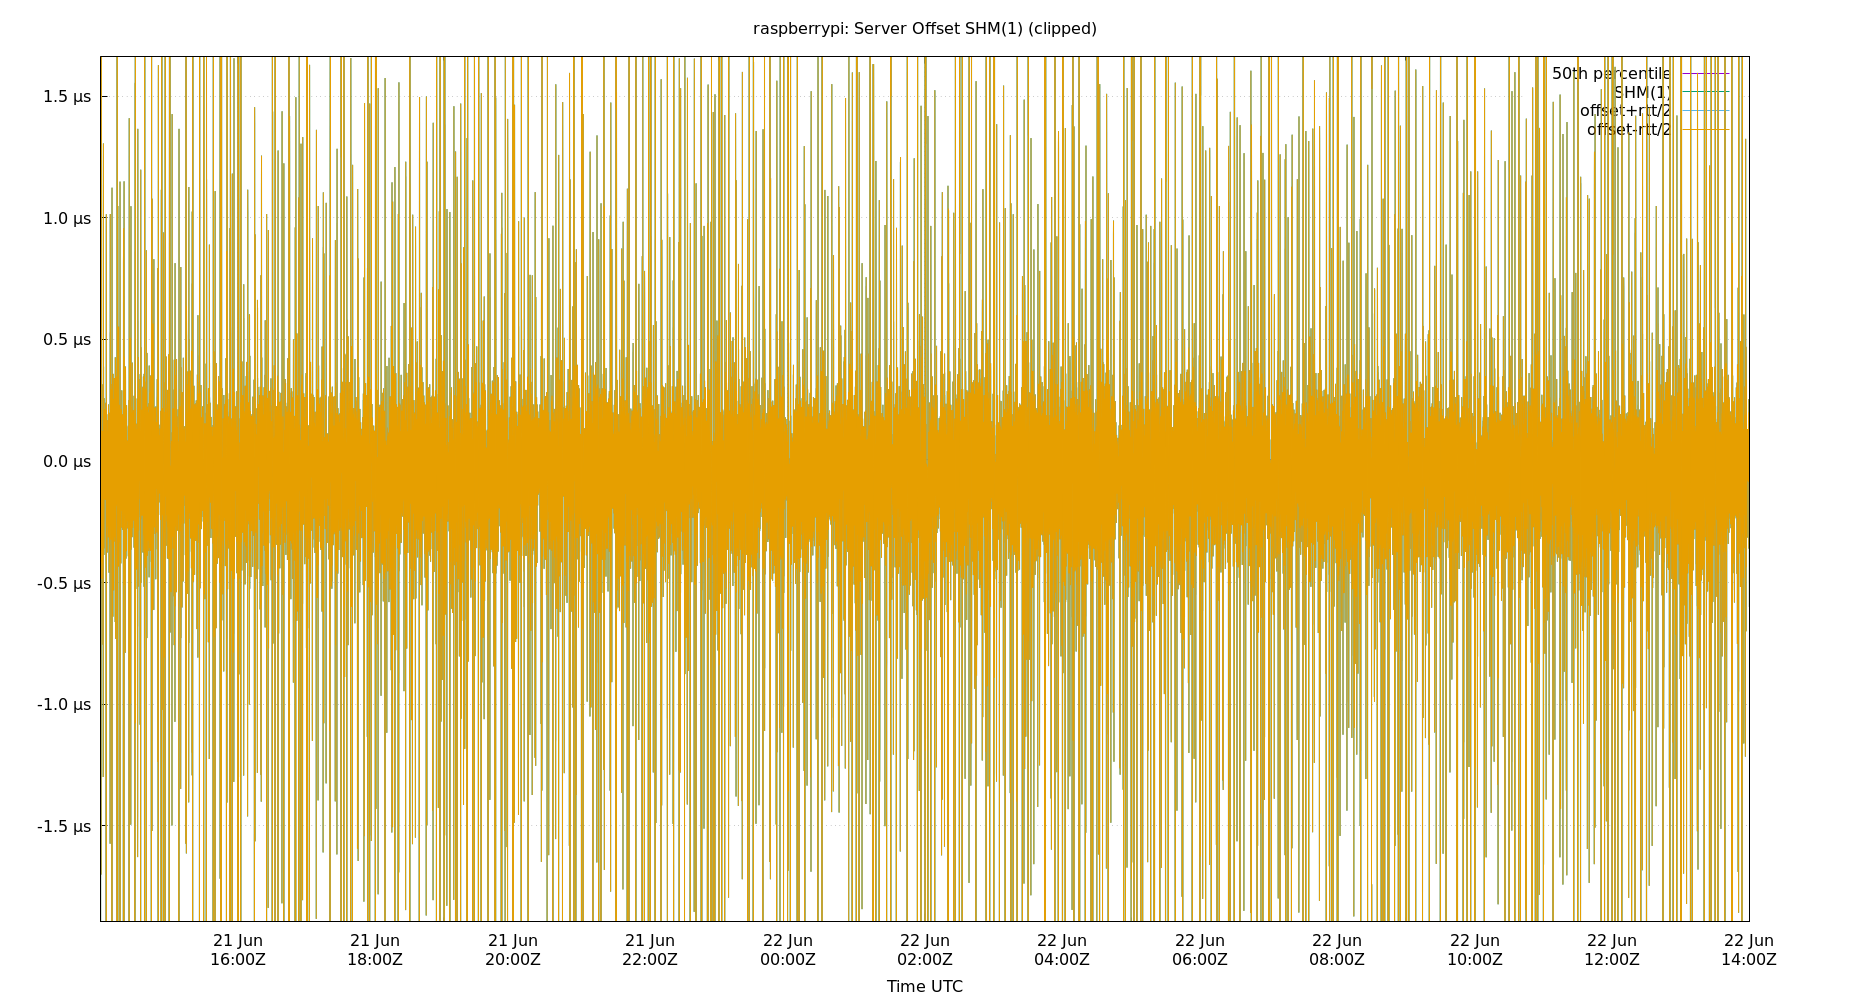 raspberrypi: Server Offset SHM(1) (clipped)
1.5 µs
1.0 µs
0.5 µs
0.0 µs
-0.5 µs
-1.0 µs
-1.5 µs
50th percentile
SHM(1)
offset+rtt/2
offset-rtt/2
21 Jun 21 Jun 21 Jun 21 Jun 22 Jun 22 Jun 22 Jun 22 Jun 22 Jun 22 Jun 22 Jun 22 Jun
16:00Z 18:00Z 20:00Z 22:00Z 00:00Z 02:00Z 04:00Z 06:00Z 08:00Z 10:00Z 12:00Z 14:00Z
Time UTC